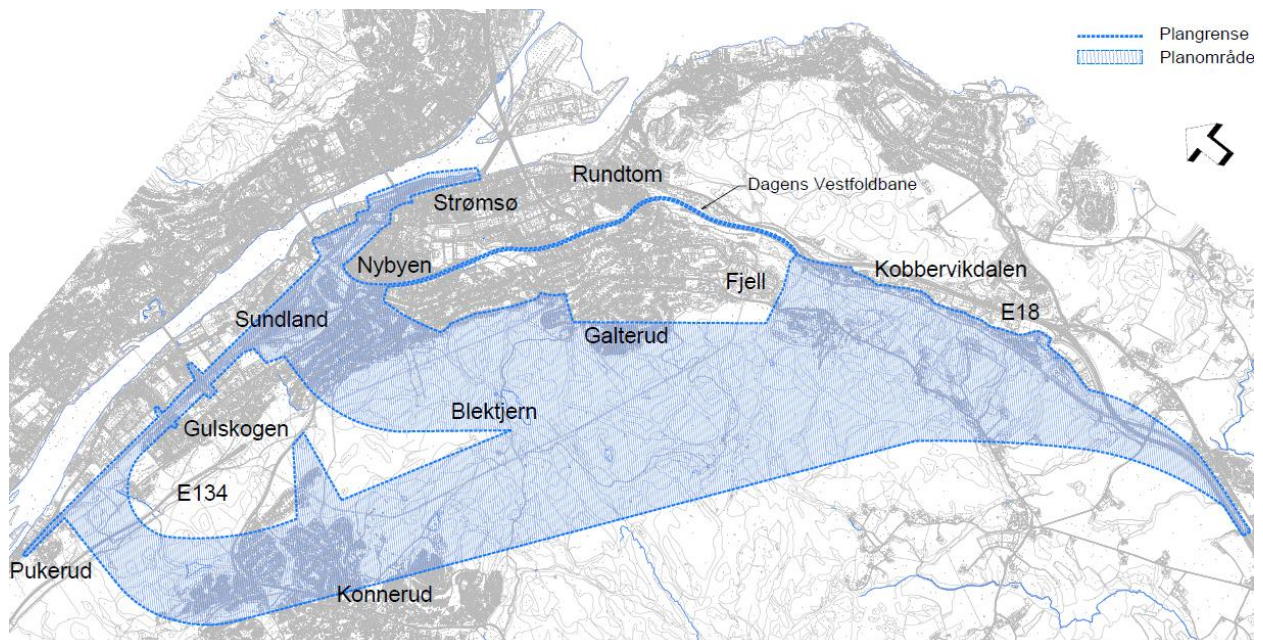 Plangrense
Planområde
Rundtom
Dagens Vestfoldbane
Strømsø
Nybyen
Kobbervikdalen
Fjell
E18
Sundland
Galterud
Blektjern
Gulskogen
E134
Pukerud
Konnerud